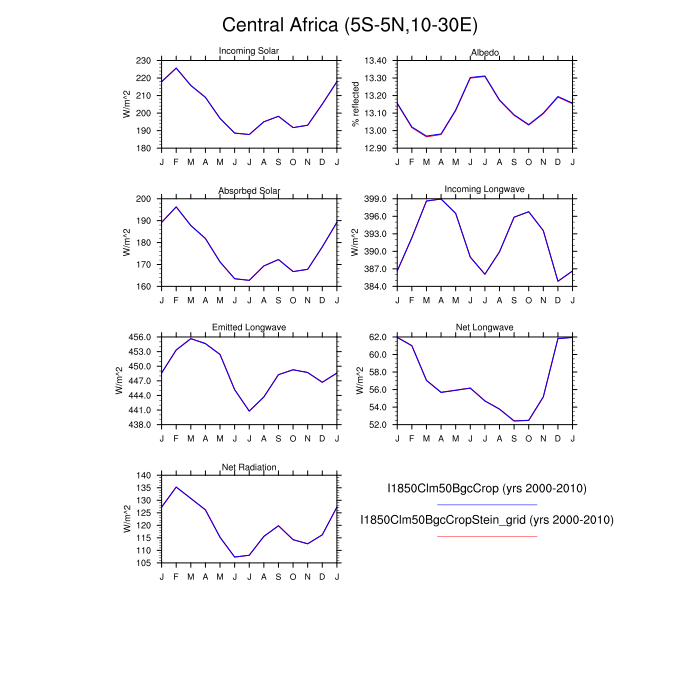 Central Africa (5S-5N,10-30E)
Incoming Solar
W/m^2
230
220
210
200
190
180
J F M A M J J A S O N D J
Albedo
% reflected
13.40
13.30
13.20
13.10
13.00
12.90
J F M A M J J A S O N D J
Absorbed Solar
W/m^2
200
190
180
170
160
J F M A M J J A S O N D J
Incoming Longwave
W/m^2
399.0
396.0
393.0
390.0
387.0
384.0
J F M A M J J A S O N D J
Emitted Longwave
W/m^2
456.0
453.0
450.0
447.0
444.0
441.0
438.0
J F M A M J J A S O N D J
Net Longwave
W/m^2
62.0
60.0
58.0
56.0
54.0
52.0
J F M A M J J A S O N D J
Net Radiation
W/m^2
140
135
130
125
120
115
110
105
J F M A M J J A S O N D J
I1850Clm50BgcCrop (yrs 2000-2010)
I1850Clm50BgcCropStein_grid (yrs 2000-2010)